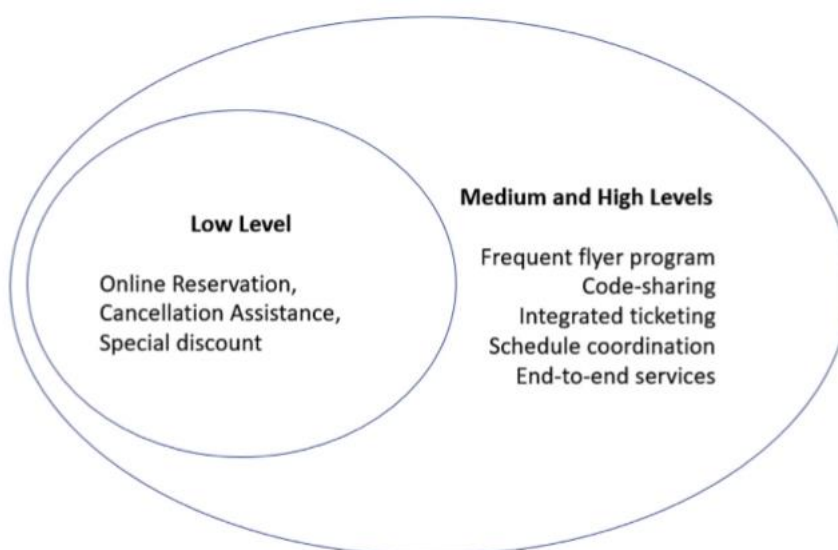 Low Level
Online Reservation,
Cancellation Assistance,
Special discount
Medium and High Levels
Frequent flyer program
Code-sharing
Integrated ticketing
Schedule coordination
End-to-end services